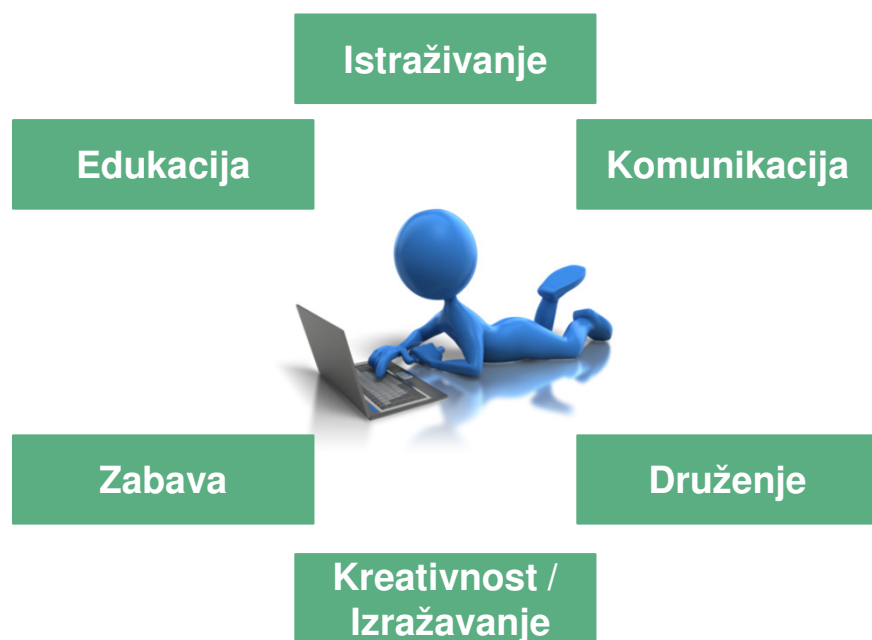 Istraživanje
Edukacija
Komunikacija
Zabava
Druženje
Kreativnost /
Izražavanje